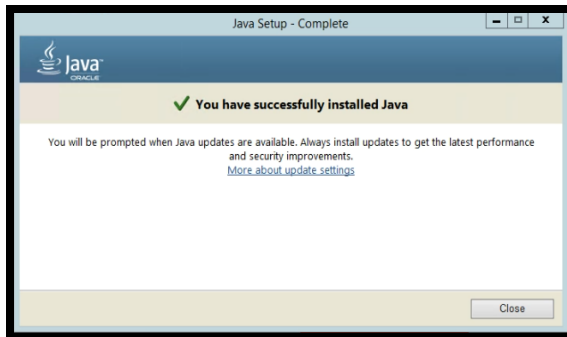 Java Setup - Complete
Java
ORACLE
You have successfully installed Java
You will be prompted when Java updates are available. Always install updates to get the latest performance
and security improvements.
More about update settings
Close